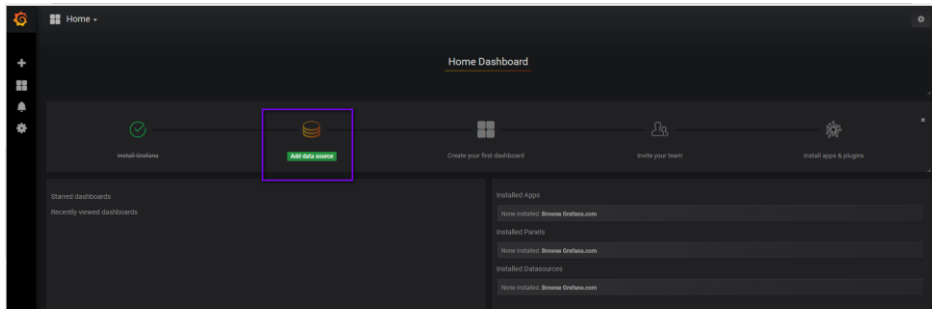 Home
Home Dashboard
Install Grafana
Add data source
Create your first dashboard
Invite your team
Install apps & plugins
Starred dashboards
Recently viewed dashboards
Installed Apps
None installed. Browse Grafana.com
Installed Panels
None installed. Browse Grafana.com
Installed Datasources
None installed. Browse Grafana.com